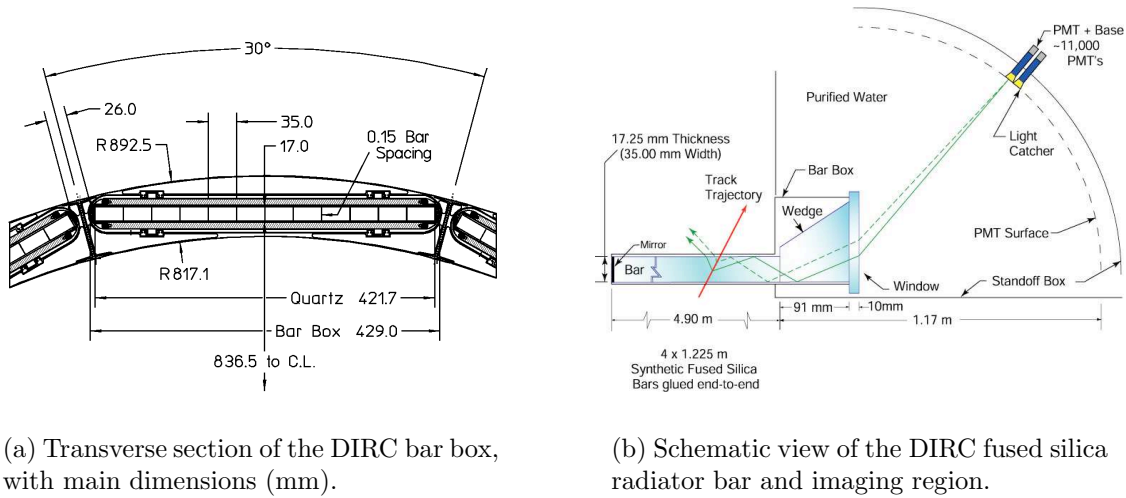 30°
26.0
35.0
R 892.5
17.0
0.15 Bar
Spacing
R 817.1
Quartz 421.7
Bar Box 429.0
836.5 to C.L.
(a) Transverse section of the DIRC bar box,
with main dimensions (mm).
PMT + Base
~11,000
PMT's
Purified Water
17.25 mm Thickness
(35.00 mm Width)
Light
Catcher
Bar Box
Track
Trajectory
Wedge
PMT Surface
Mirror
Bar
Window
Standoff Box
91 mm
10mm
4.90 m
1.17 m
4 x 1.225 m
Synthetic Fused Silica
Bars glued end-to-end
(b) Schematic view of the DIRC fused silica
radiator bar and imaging region.